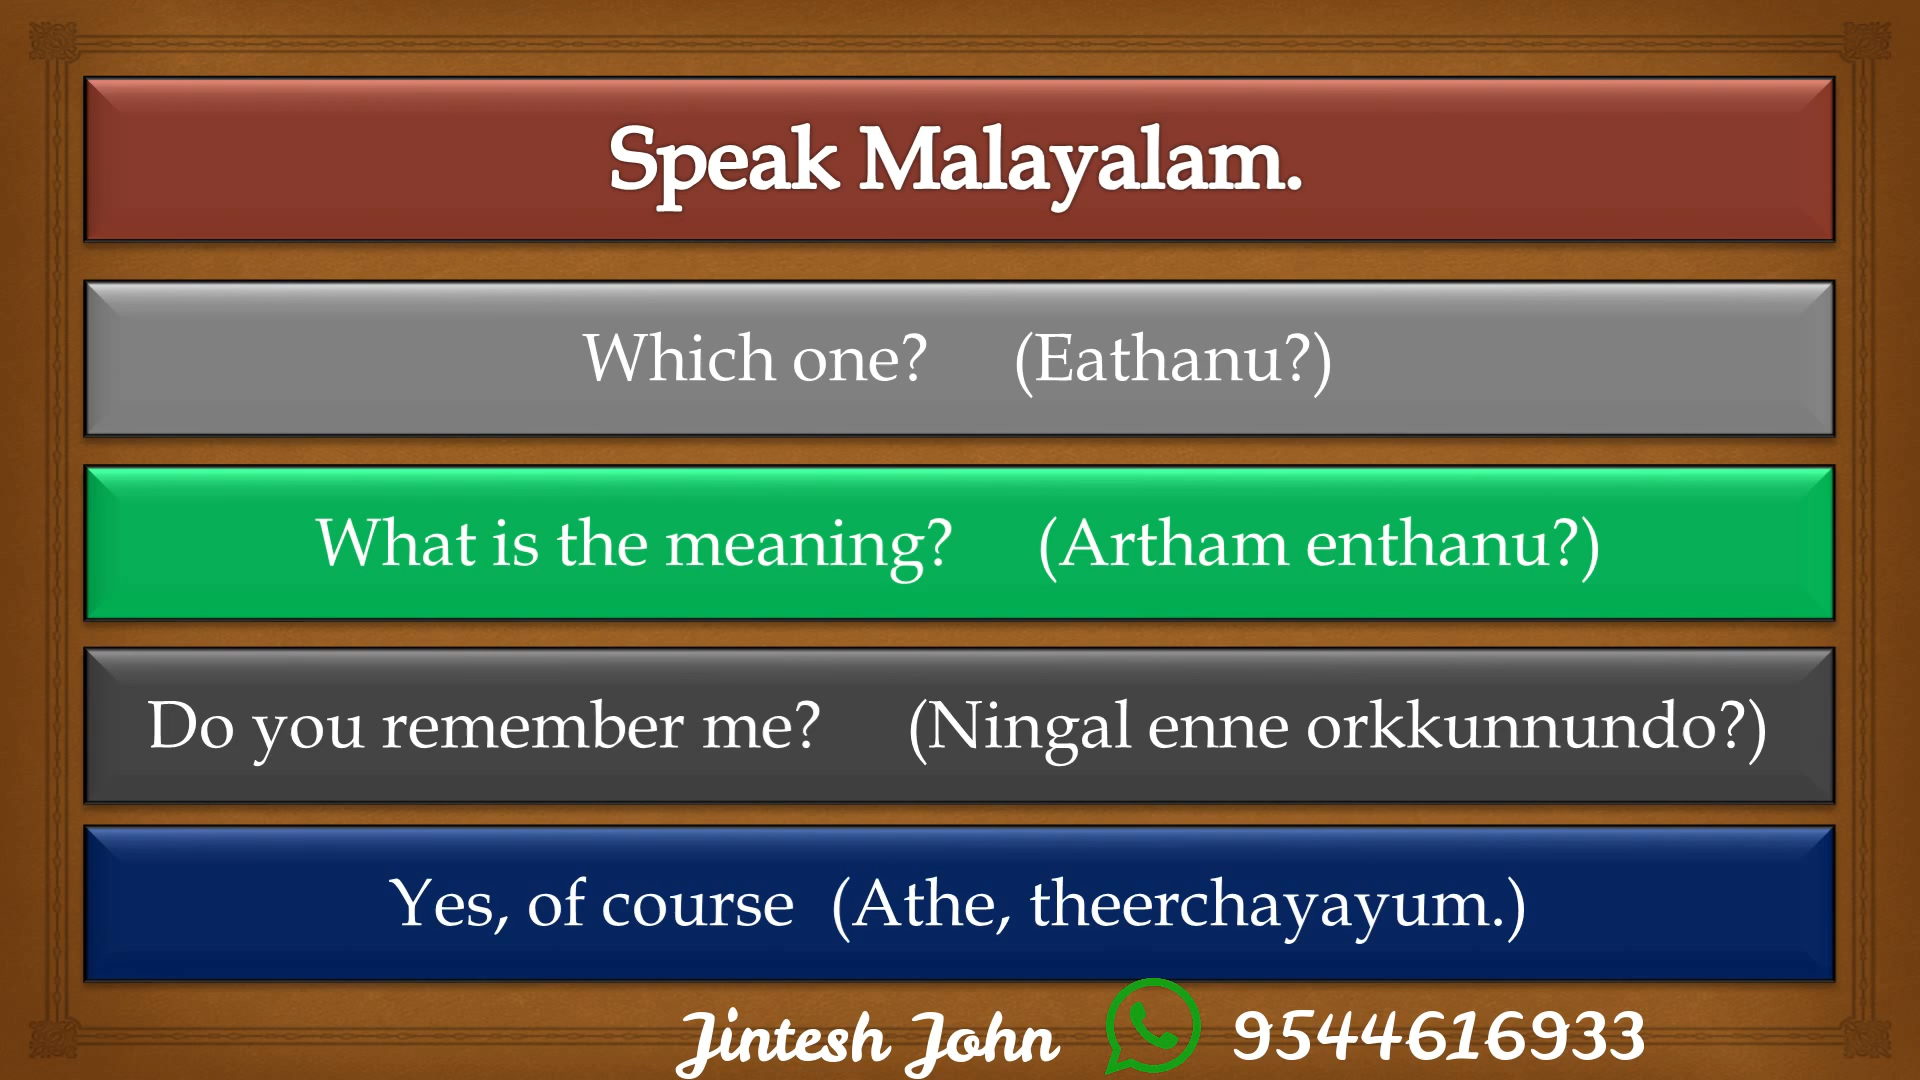 Speak Malayalam.
Which one? (Eathanu?)
What is the meaning? (Artham enthanu?)
Do you remember me? (Ningal enne orkkunnundo?)
Yes, of course (Athe, theerchayayum.)
Jintesh John 9544616933